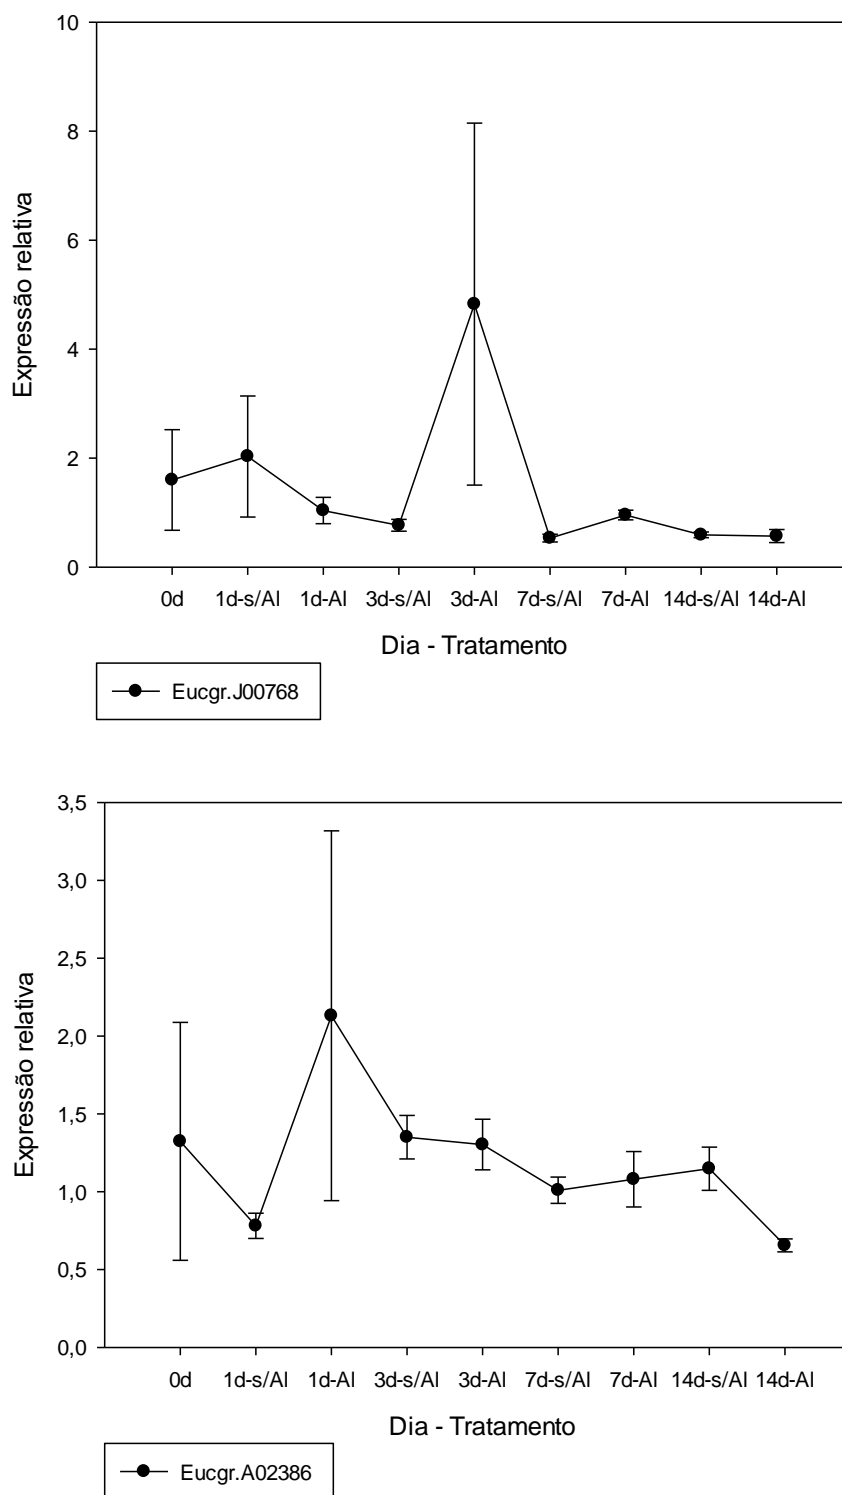 10
8
6
4
2
0
Expressão relativa
0d 1d-s/Al 1d-Al 3d-s/Al 3d-Al 7d-s/Al 7d-Al 14d-s/Al 14d-Al
Dia - Tratamento
Eucgr.J00768
3,5
3,0
2,5
2,0
1,5
1,0
0,5
0,0
Expressão relativa
0d 1d-s/Al 1d-Al 3d-s/Al 3d-Al 7d-s/Al 7d-Al 14d-s/Al 14d-Al
Dia - Tratamento
Eucgr.A02386